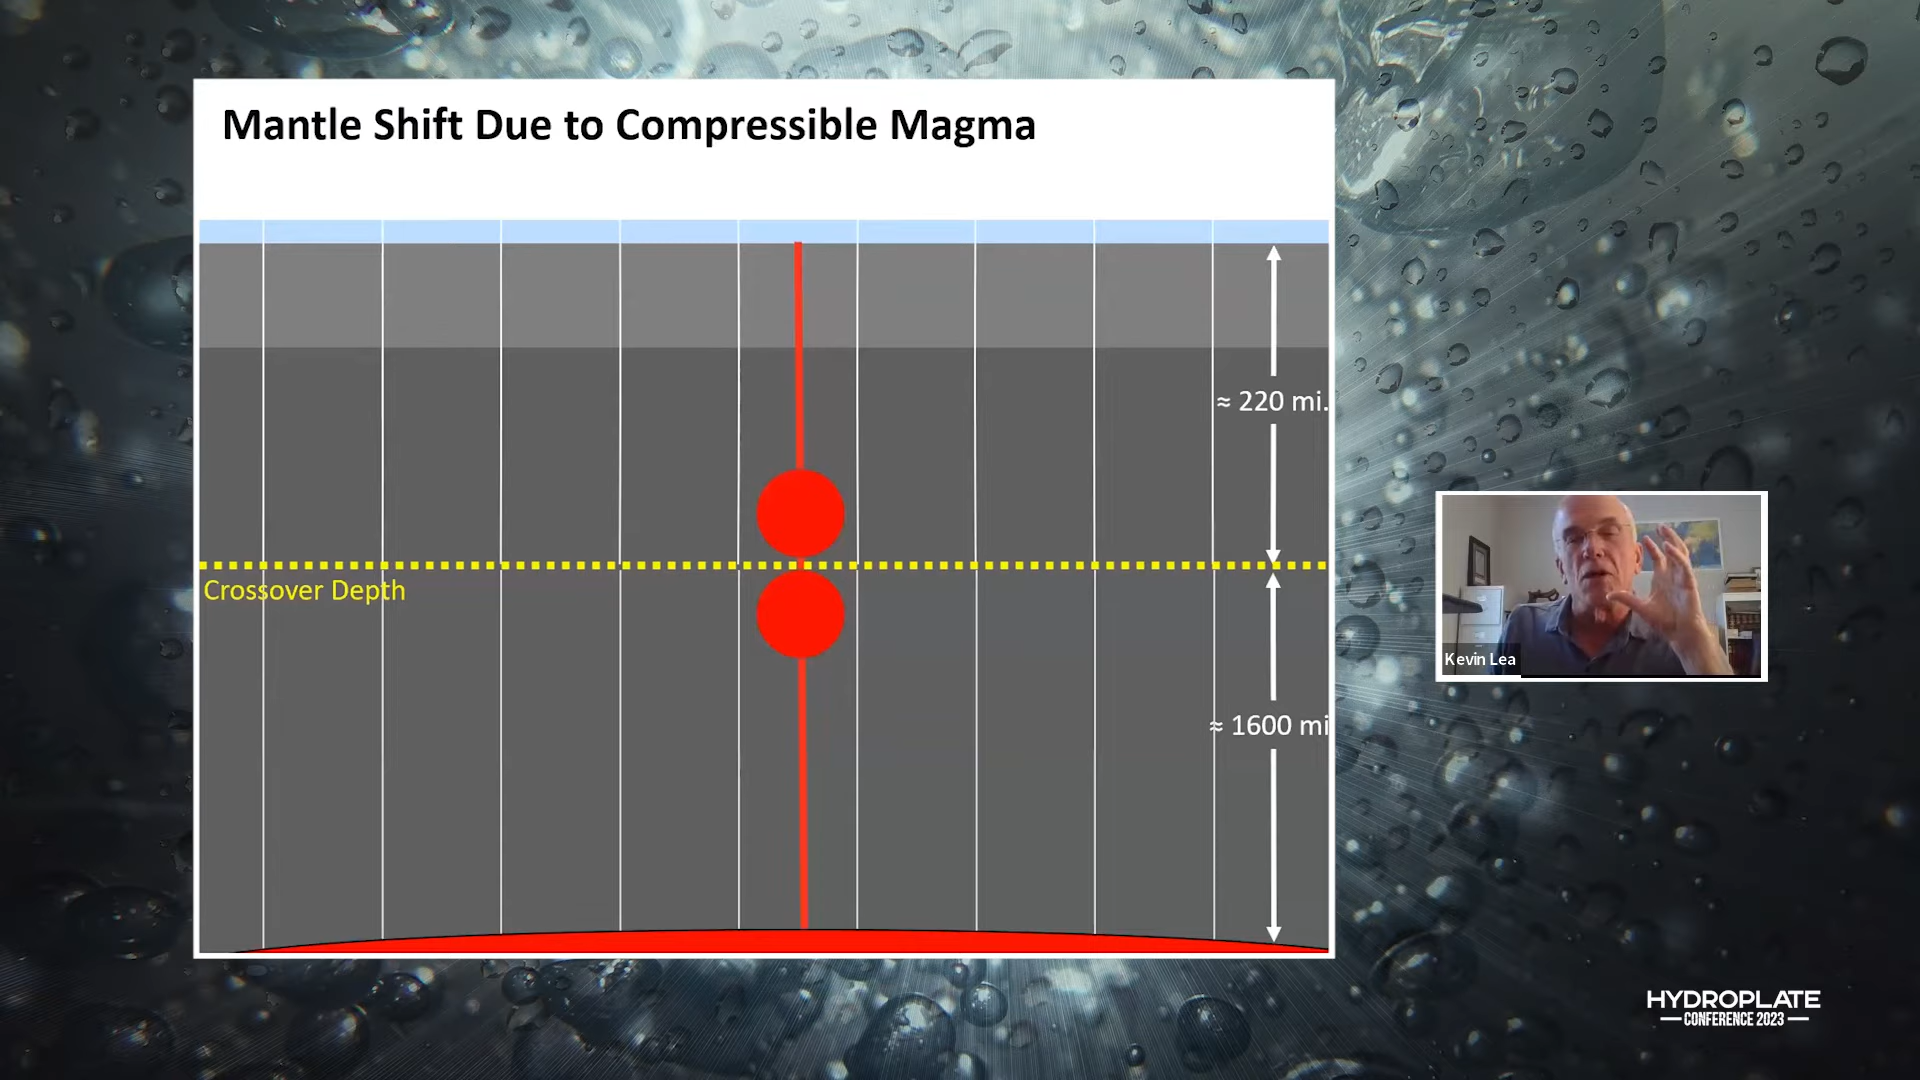 Mantle Shift Due to Compressible Magma
≈ 220 mi.
Crossover Depth
≈ 1600 mi
Kevin Lea
HYDROPLATE
CONFERENCE 2023